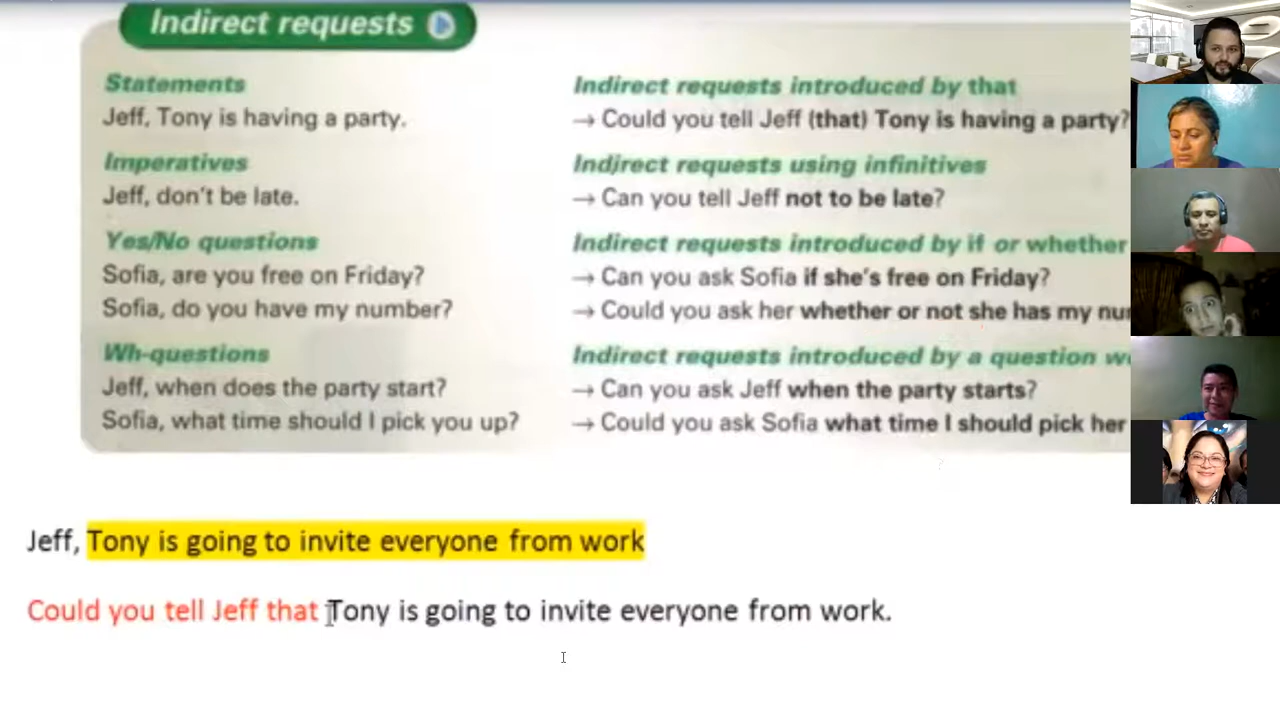 Indirect requests
Statements
Jeff, Tony is having a party.
Imperatives
Jeff, don't be late.
Yes/No questions
Sofia, are you free on Friday?
Sofia, do you have my number?
Wh-questions
Jeff, when does the party start?
Sofia, what time should I pick you up?
Indirect requests introduced by that
→ Could you tell Jeff (that) Tony is having a party?
Indirect requests using infinitives
→ Can you tell Jeff not to be late?
Indirect requests introduced by if or whether
→ Can you ask Sofia if she's free on Friday?
→ Could you ask her whether or not she has my
Indirect requests introduced by a question
→ Can you ask Jeff when the party starts?
→ Could you ask Sofia what time I should pick her
Jeff, Tony is going to invite everyone from work
Could you tell Jeff that Tony is going to invite everyone from work.